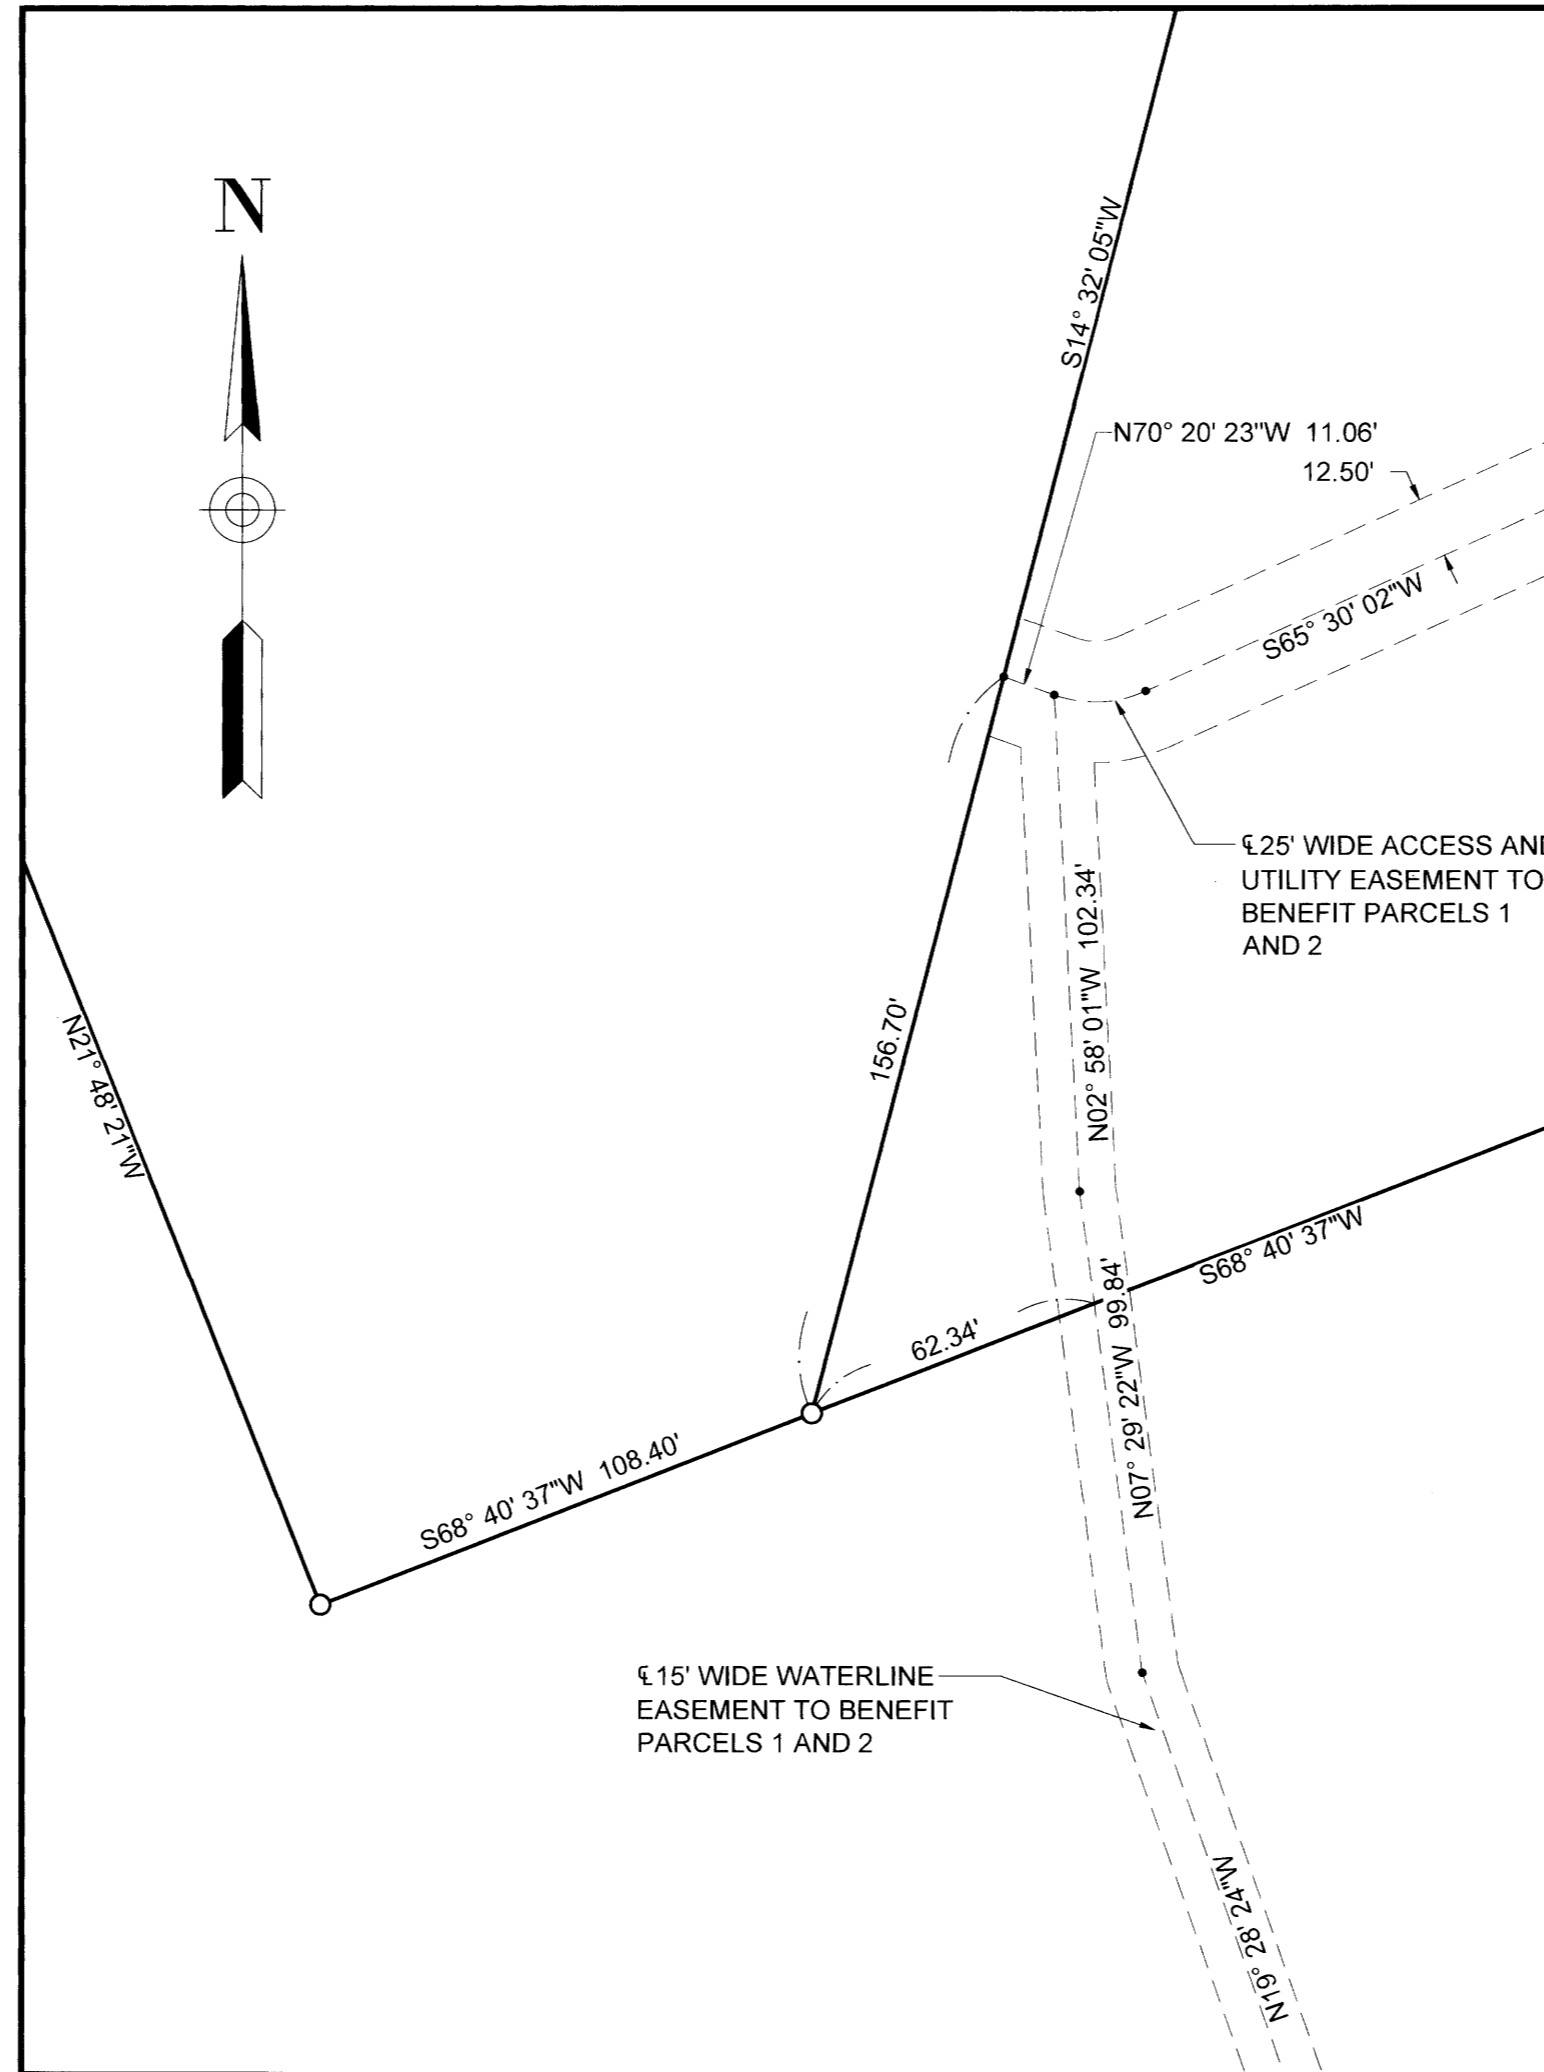 N
S14° 32' 05"W
N70° 20' 23"W 11.06'
12.50'
S65° 30' 02"W
℄25' WIDE ACCESS AND
UTILITY EASEMENT TO
BENEFIT PARCELS 1
AND 2
N02° 58' 01"W 102.34'
156.70'
N21° 48' 21"W
S68° 40' 37"W
62.34'
N07° 29' 22"W 99.84'
S68° 40' 37"W 108.40'
℄15' WIDE WATERLINE
EASEMENT TO BENEFIT
PARCELS 1 AND 2
N19° 28' 24"W